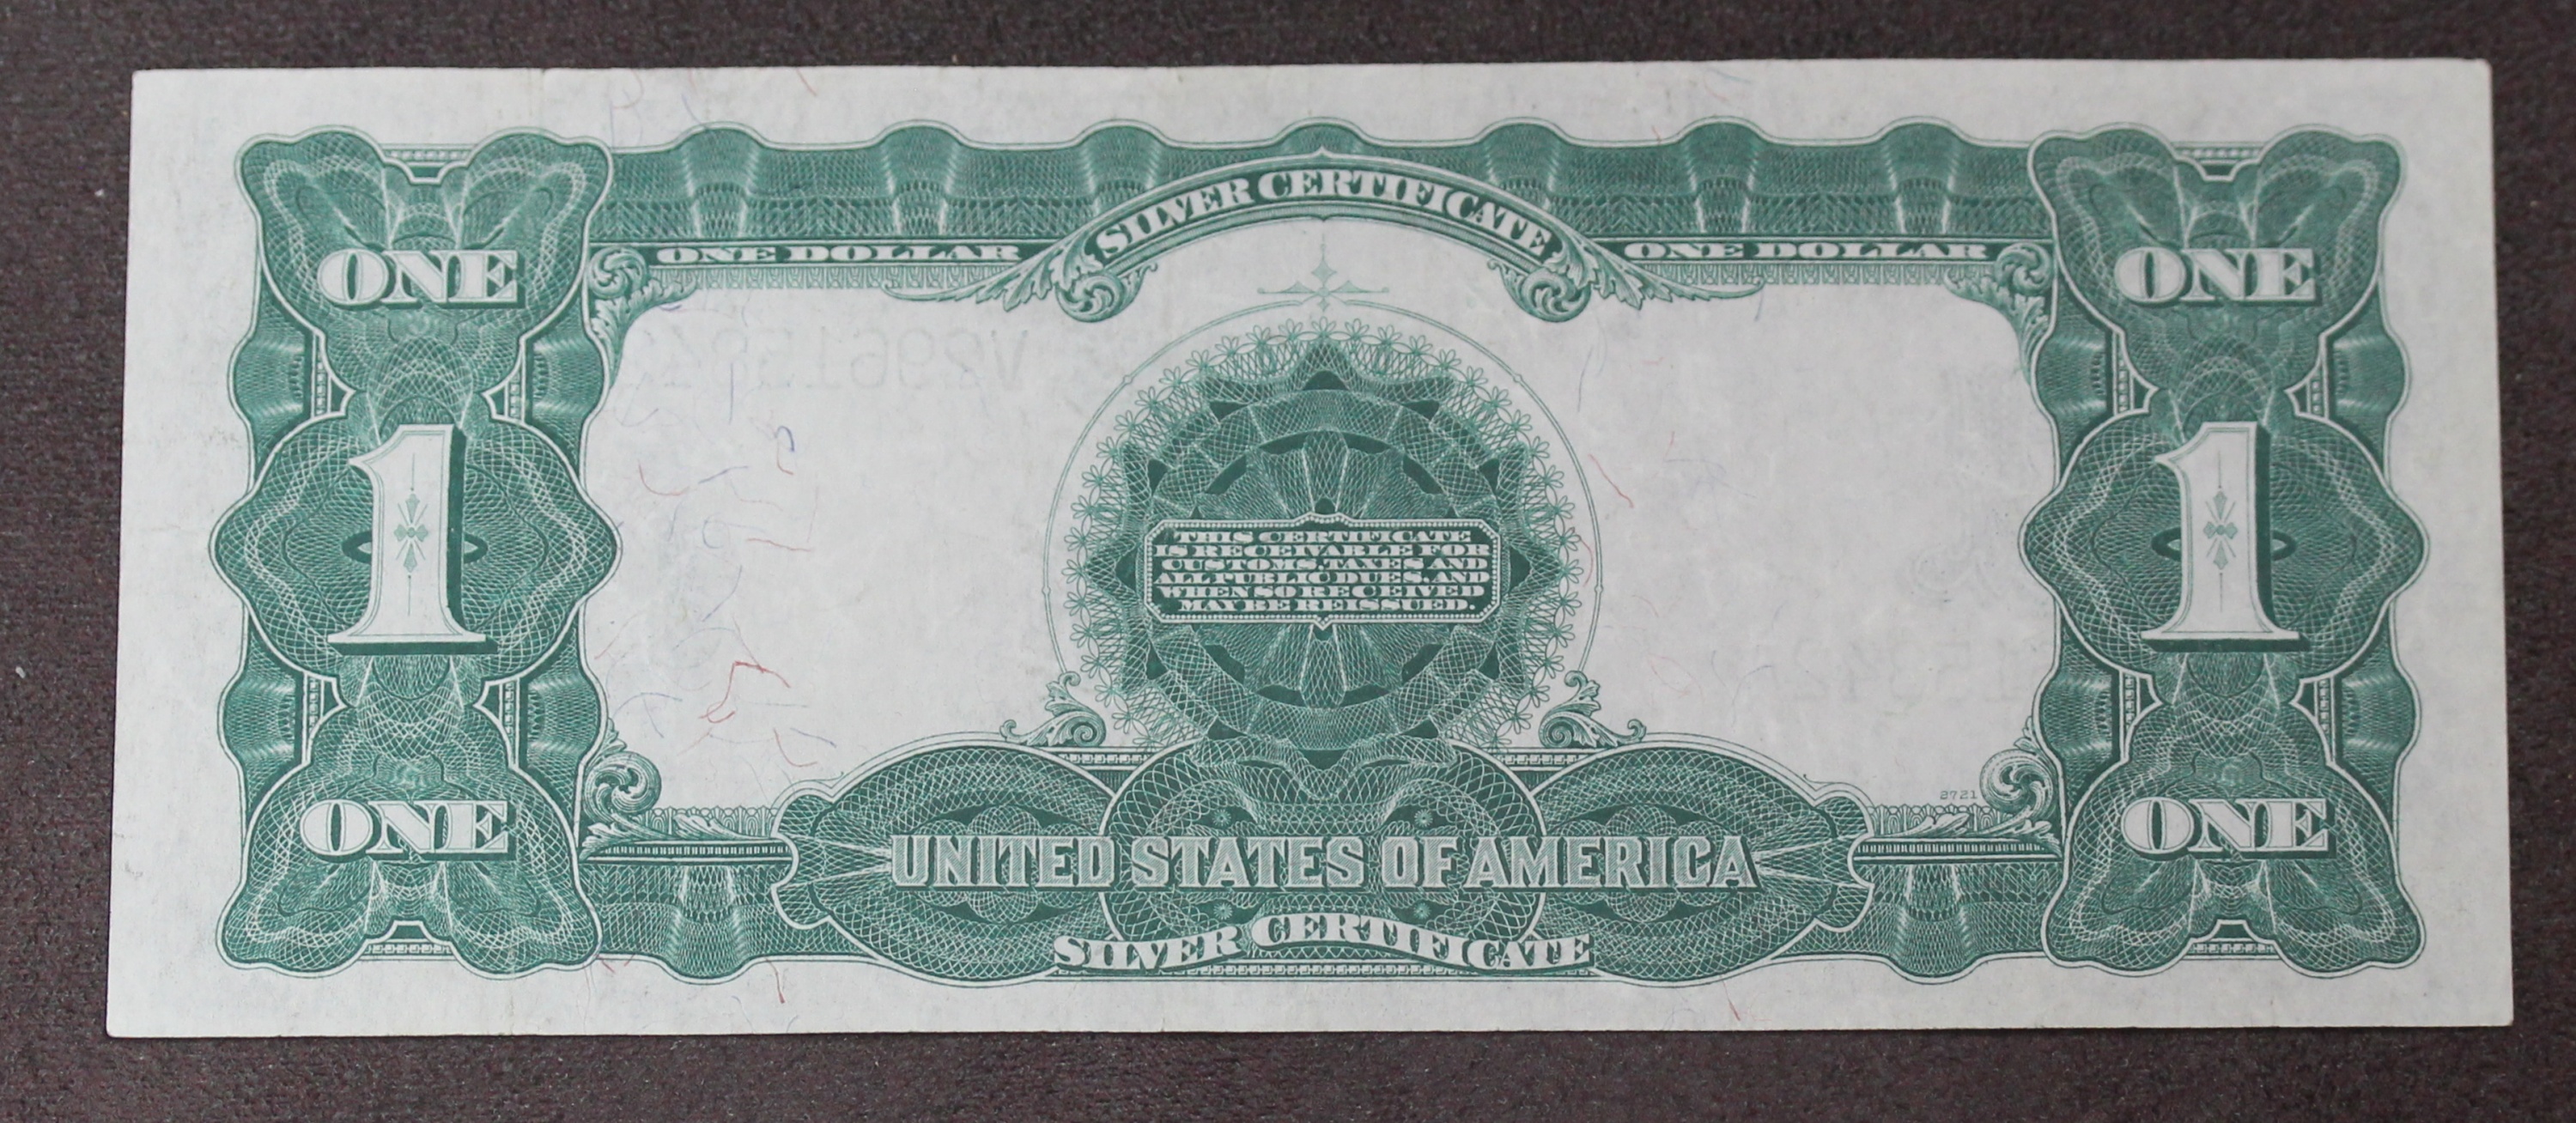 SILVER CERTIFICATE
ONE DOLLAR ONE DOLLAR
ONE ONE
1 1
THIS CERTIFICATE
IS RECEIVABLE FOR
CUSTOMS, TAXES, AND
ALL PUBLIC DUES, AND
WHEN SO RECEIVED
MAY BE REISSUED.
2721
ONE ONE
UNITED STATES OF AMERICA
SILVER CERTIFICATE